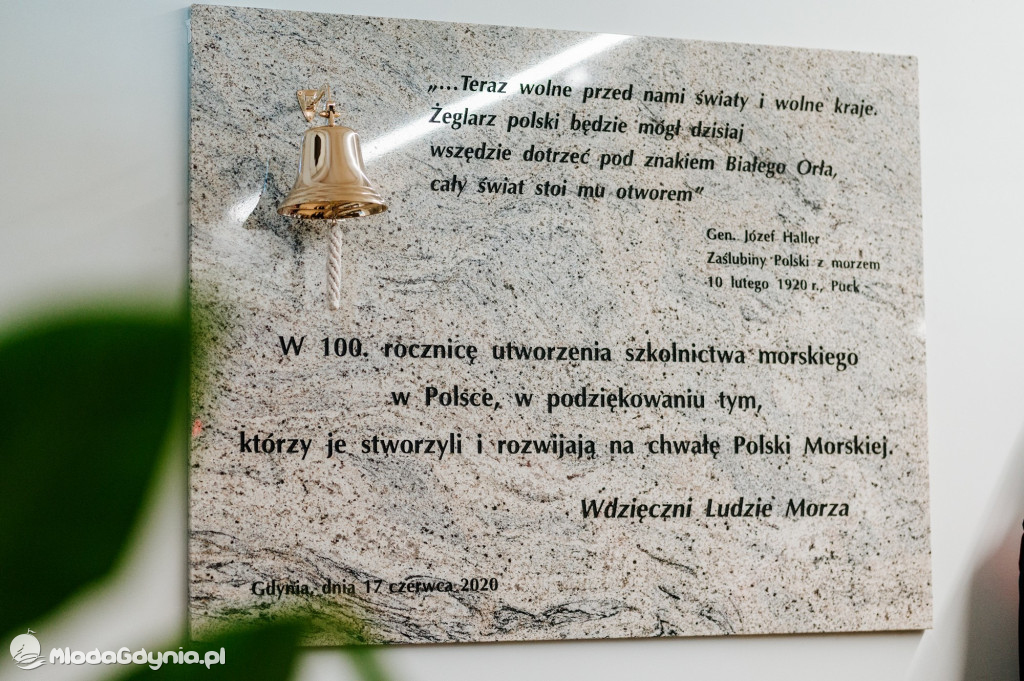 „...Teraz wolne przed nami światy i wolne kraje.
Żeglarz polski będzie mógł dzisiaj
wszędzie dotrzeć pod znakiem Białego Orła,
cały świat stoi mu otworem“
Gen. Józef Haller
Zaślubiny Polski z morzem
10 lutego 1920 r., Puck
W 100. rocznicę utworzenia szkolnictwa morskiego
w Polsce, w podziękowaniu tym,
którzy je stworzyli i rozwijają na chwałę Polski Morskiej.
Wdzięczni Ludzie Morza
Gdynia, dnia 17 czerwca 2020
MlodaGdynia.pl